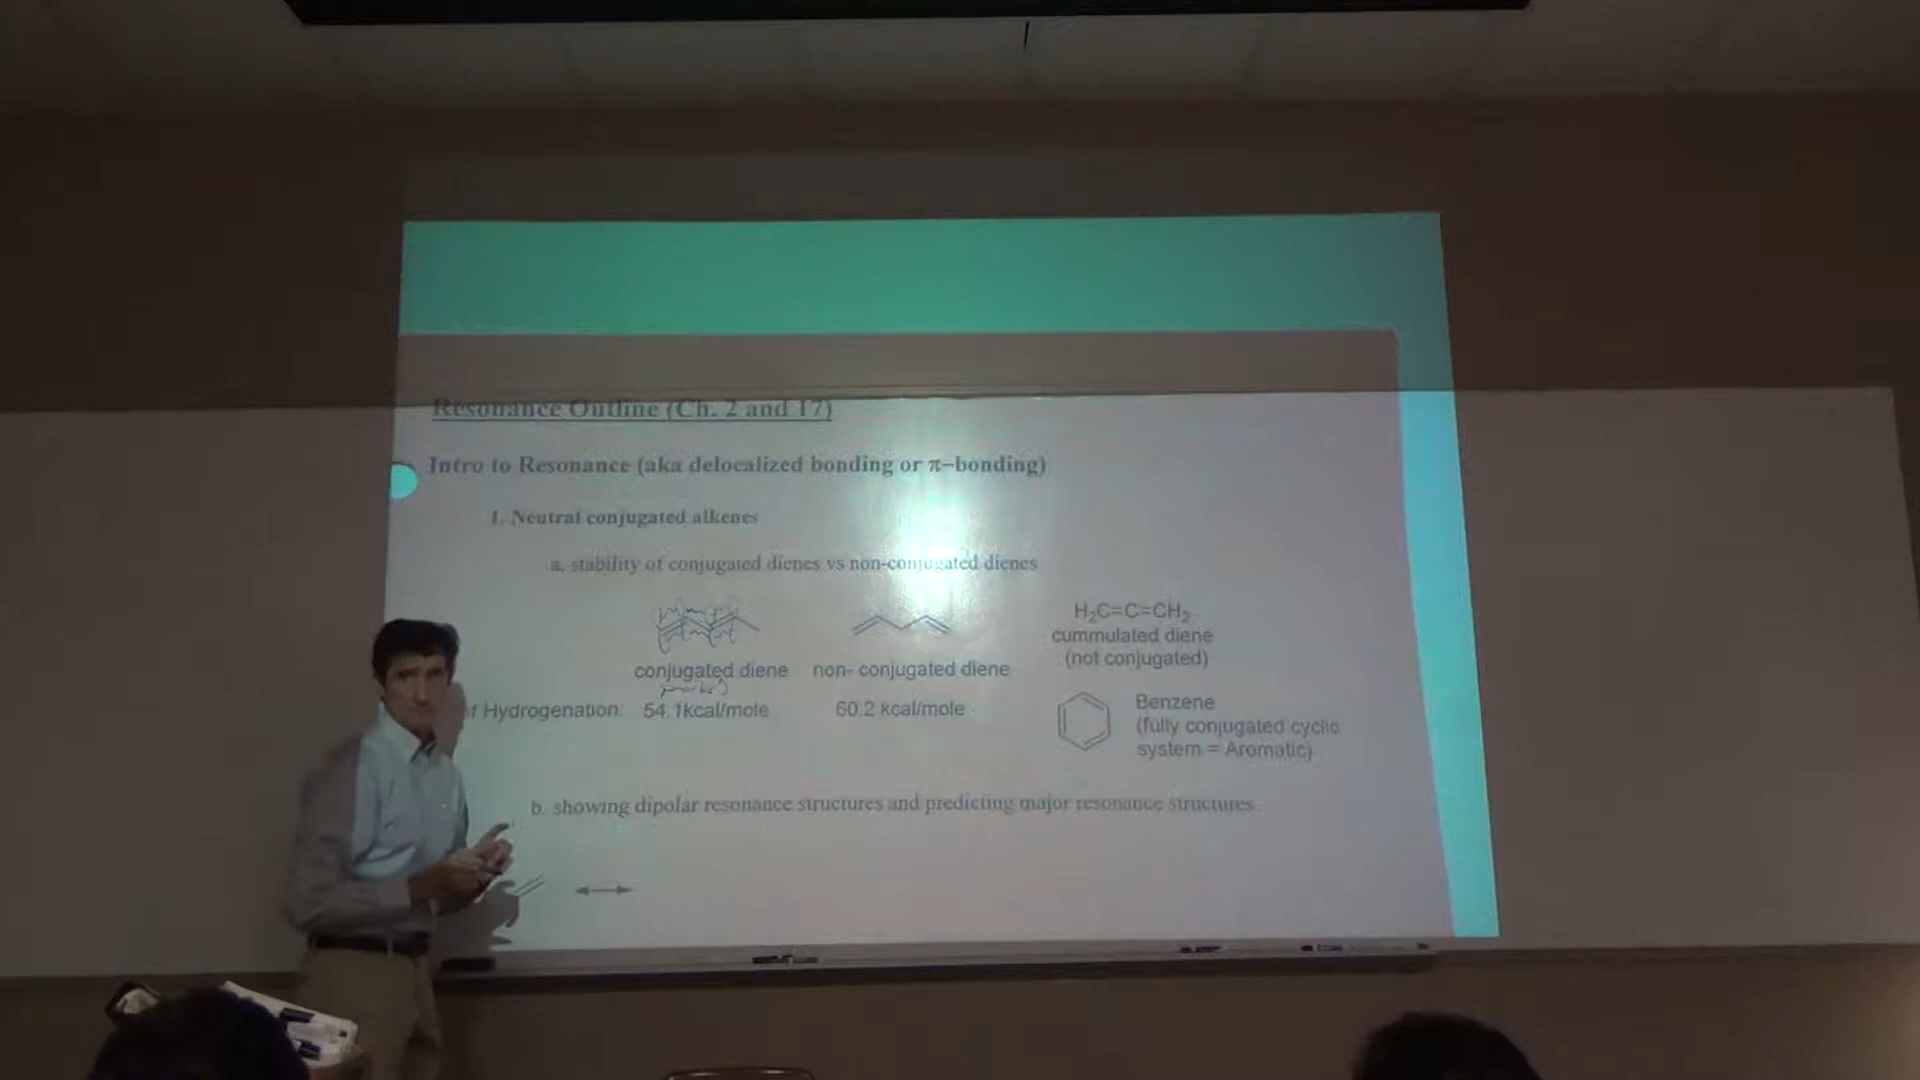 Resonance Outline (Ch. 2 and 17)
Intro to Resonance (aka delocalized bonding or π–bonding)
1. Neutral conjugated alkenes
a. stability of conjugated dienes vs non-conjugated dienes
H₂C=C=CH₂
cummulated diene
(not conjugated)
conjugated diene non- conjugated diene
Hydrogenation: 54.1kcal/mole 60.2 kcal/mole
Benzene
(fully conjugated cyclic
system = Aromatic)
b. showing dipolar resonance structures and predicting major resonance structures